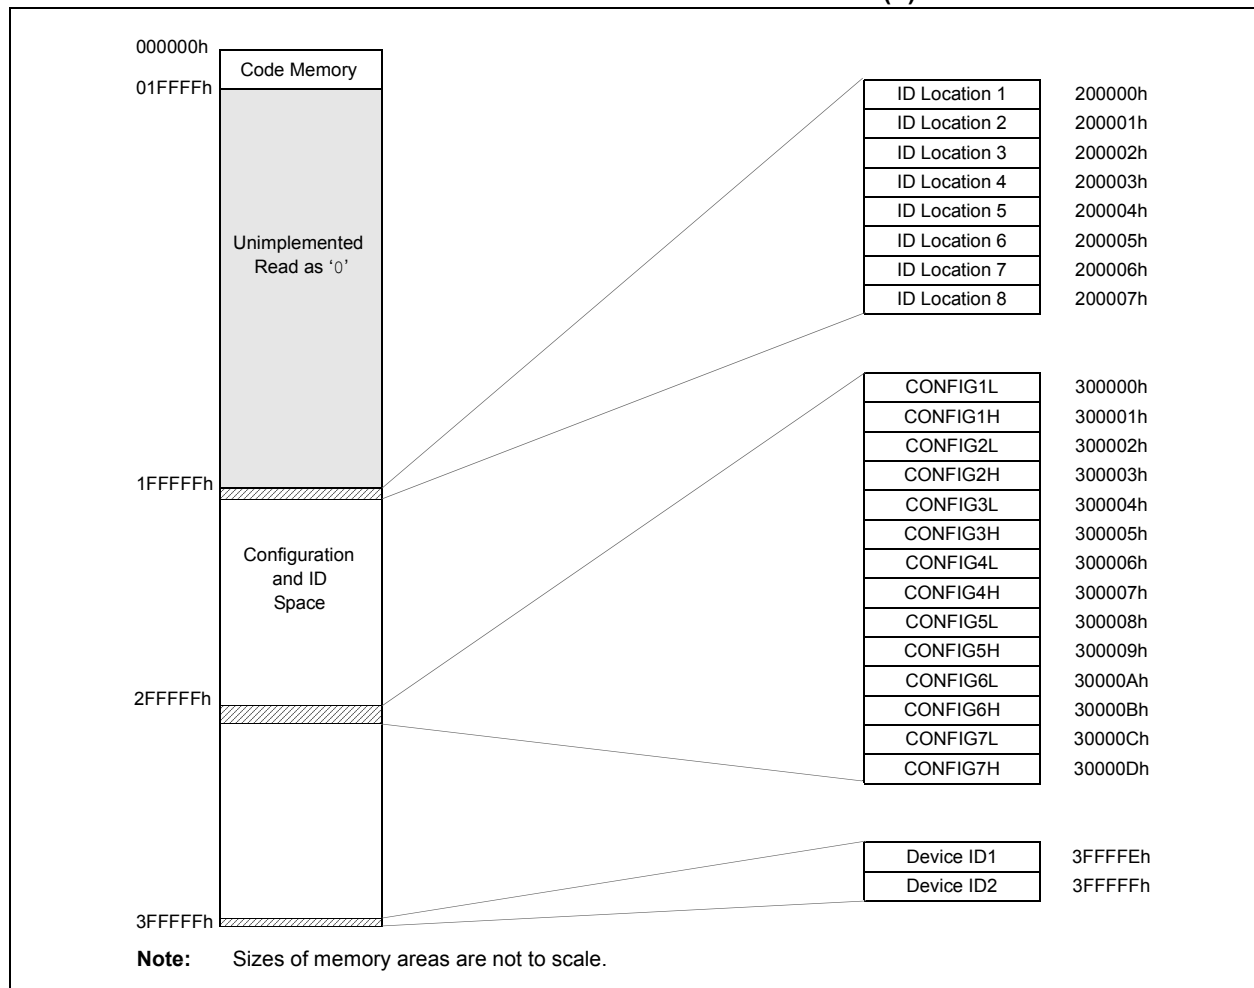 000000h
Code Memory
01FFFFh
Unimplemented
Read as ‘0’
1FFFFFh
Configuration
and ID
Space
2FFFFFh
3FFFFFh
ID Location 1 200000h
ID Location 2 200001h
ID Location 3 200002h
ID Location 4 200003h
ID Location 5 200004h
ID Location 6 200005h
ID Location 7 200006h
ID Location 8 200007h
CONFIG1L 300000h
CONFIG1H 300001h
CONFIG2L 300002h
CONFIG2H 300003h
CONFIG3L 300004h
CONFIG3H 300005h
CONFIG4L 300006h
CONFIG4H 300007h
CONFIG5L 300008h
CONFIG5H 300009h
CONFIG6L 30000Ah
CONFIG6H 30000Bh
CONFIG7L 30000Ch
CONFIG7H 30000Dh
Device ID1 3FFFFEh
Device ID2 3FFFFFh
Note: Sizes of memory areas are not to scale.